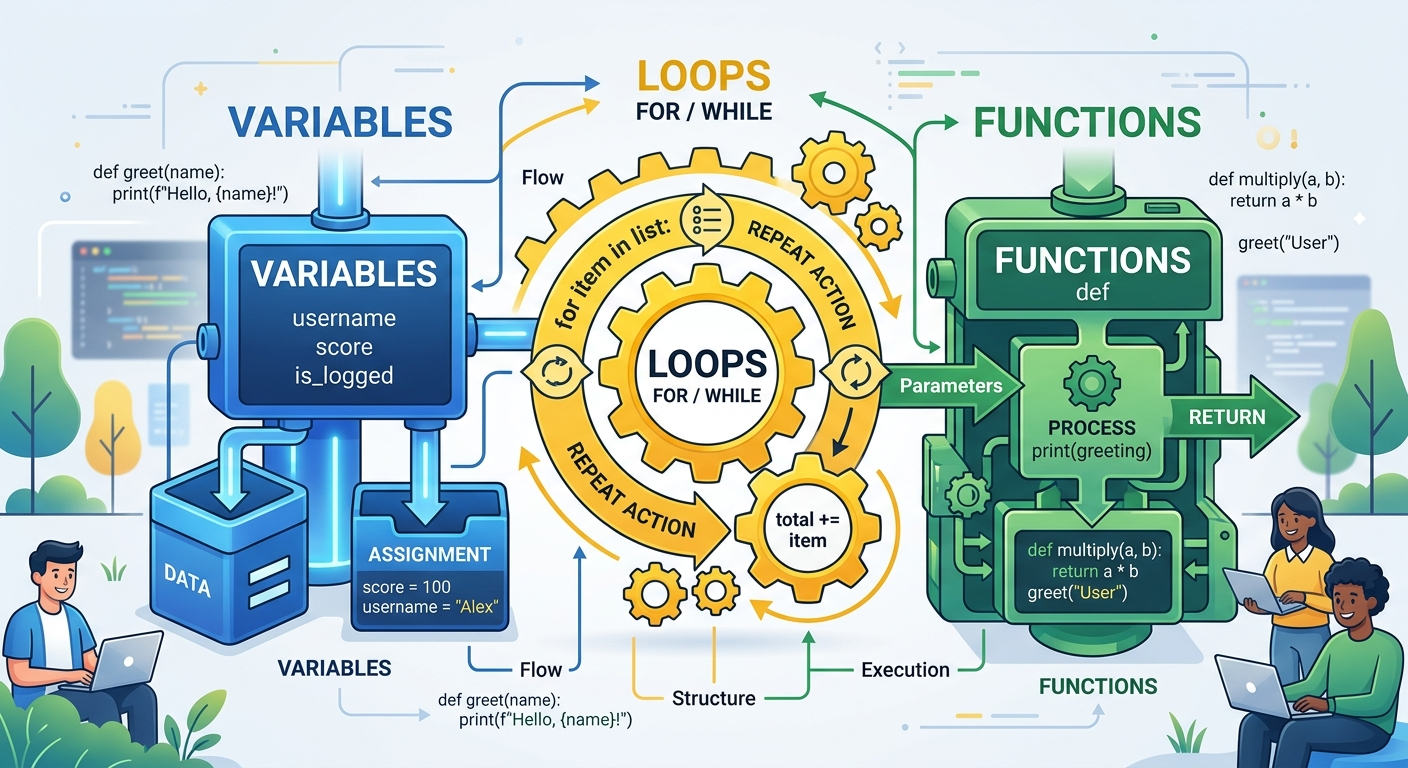 LOOPS
FOR / WHILE
VARIABLES
FUNCTIONS
def greet(name):
print(f"Hello, {name}!")
Flow
def multiply(a, b):
return a * b
greet("User")
VARIABLES
username
score
is_logged
for item in list:
REPEAT ACTION
FUNCTIONS
def
LOOPS
FOR / WHILE
Parameters
PROCESS
print(greeting)
RETURN
REPEAT ACTION
total +=
item
DATA
ASSIGNMENT
score = 100
username = "Alex"
def multiply(a, b):
return a * b
greet("User")
VARIABLES
Flow
def greet(name):
print(f"Hello, {name}!")
Structure
Execution
FUNCTIONS